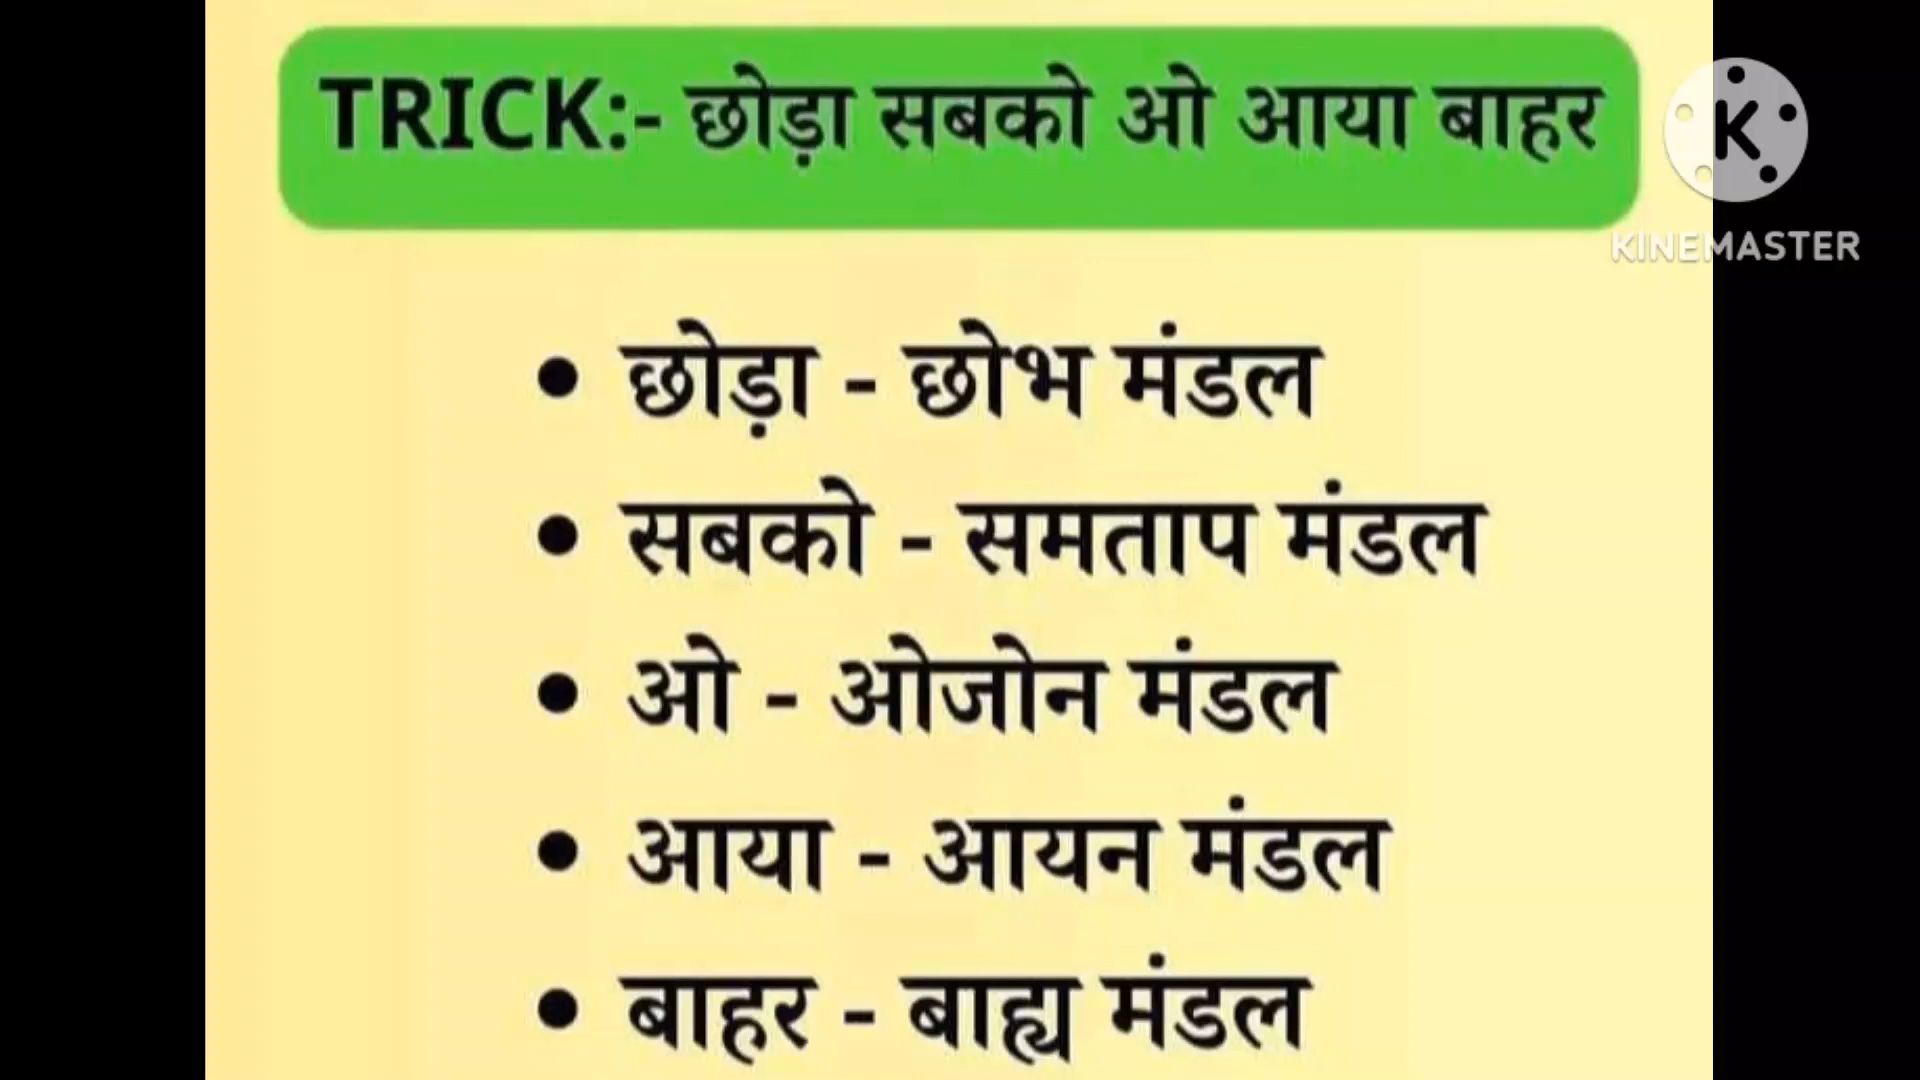 TRICK:- छोड़ा सबको ओ आया बाहर
K
KINEMASTER
• छोड़ा - छोभ मंडल
• सबको - समताप मंडल
• ओ - ओजोन मंडल
• आया - आयन मंडल
• बाहर - बाह्य मंडल